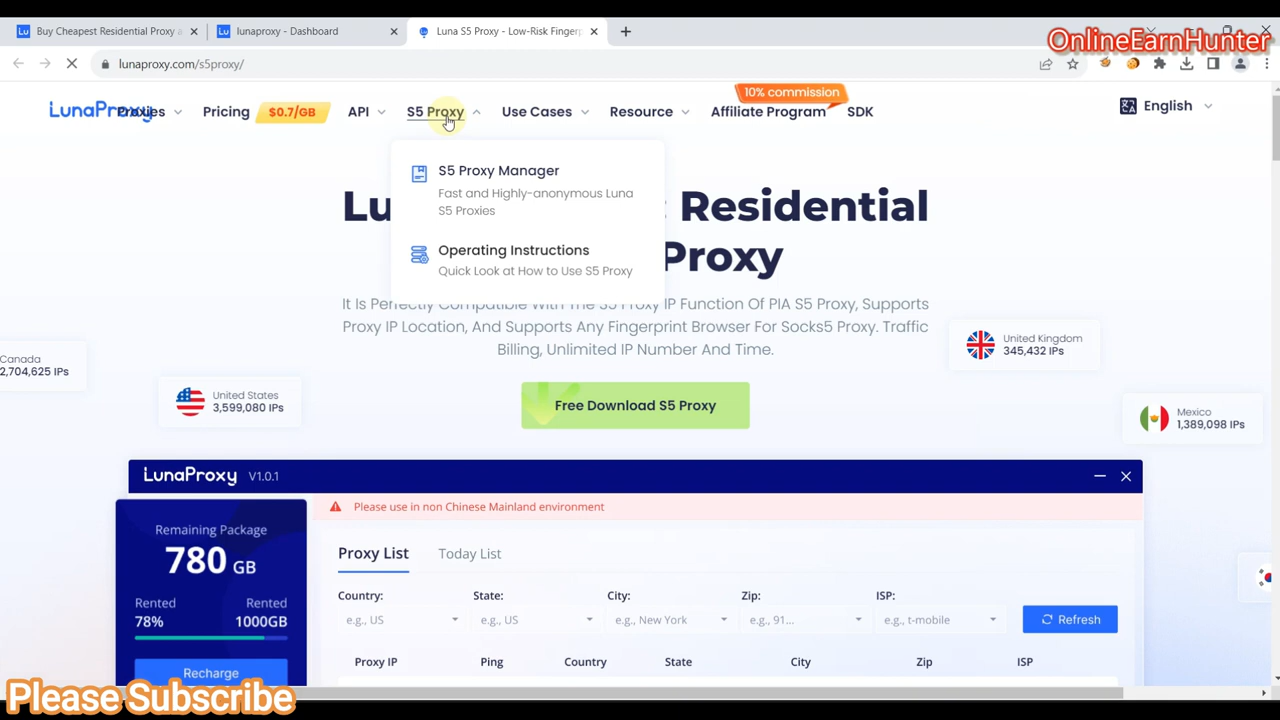 Buy Cheapest Residential Proxy a
lunaproxy - Dashboard
Luna S5 Proxy - Low-Risk Fingerp
OnlineEarnHunter
lunaproxy.com/s5proxy/
LunaProxy
Proxies
Pricing
$0.7/GB
API
S5 Proxy
Use Cases
Resource
10% commission
Affiliate Program
SDK
English
S5 Proxy Manager
Fast and Highly-anonymous Luna
S5 Proxies
Operating Instructions
Quick Look at How to Use S5 Proxy
Lu
: Residential
Proxy
It Is Perfectly Compatible With The S5 Proxy IP Function Of PIA S5 Proxy, Supports
Proxy IP Location, And Supports Any Fingerprint Browser For Socks5 Proxy. Traffic
Billing, Unlimited IP Number And Time.
Canada
2,704,625 IPs
United States
3,599,080 IPs
United Kingdom
345,432 IPs
Mexico
1,389,098 IPs
Free Download S5 Proxy
LunaProxy V1.0.1
Please use in non Chinese Mainland environment
Remaining Package
780 GB
Rented Rented
78% 1000GB
Recharge
Proxy List Today List
Country: State: City: Zip: ISP:
e.g., US e.g., US e.g., New York e.g., 91... e.g., t-mobile
Refresh
Proxy IP Ping Country State City Zip ISP
Please Subscribe